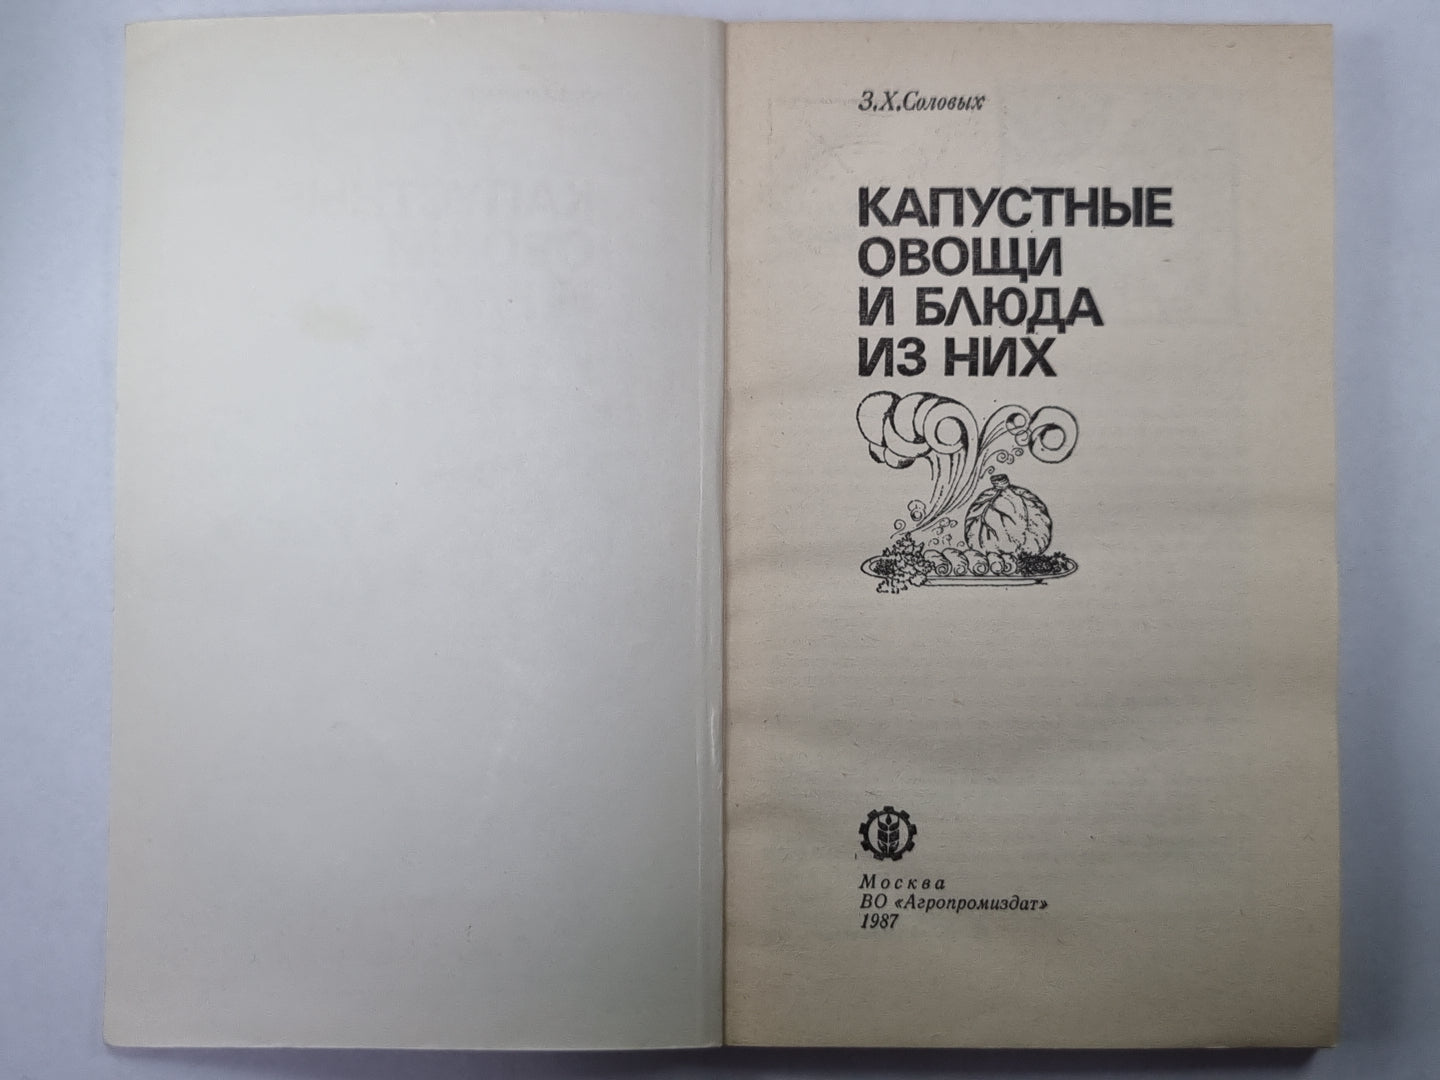 З.Х.Соловых
КАПУСТНЫЕ
ОВОЩИ
И БЛЮДА
ИЗ НИХ
Москва
ВО «Агропромиздат»
1987